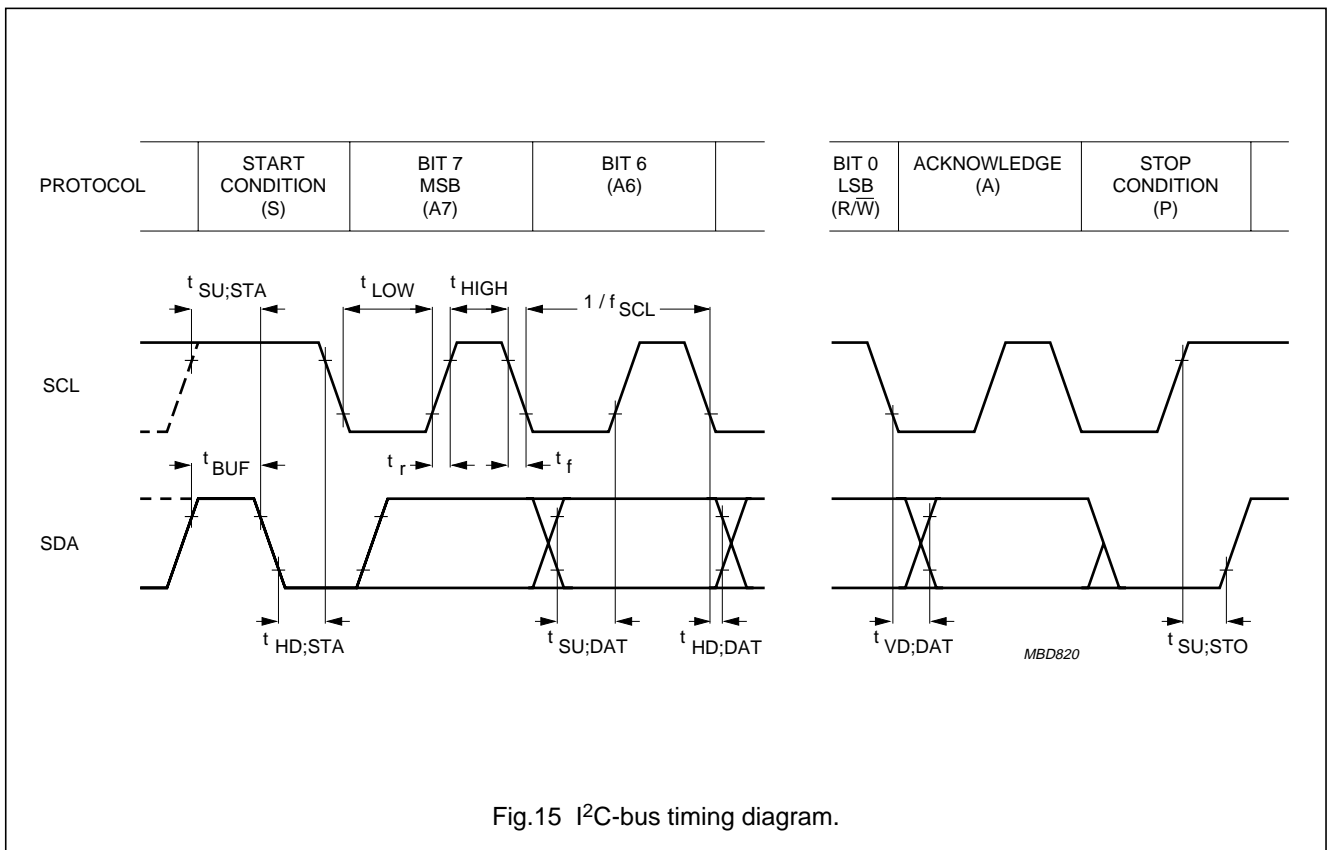 PROTOCOL
START
CONDITION
(S)
BIT 7
MSB
(A7)
BIT 6
(A6)
BIT 0
LSB
(R/W̅)
ACKNOWLEDGE
(A)
STOP
CONDITION
(P)
t SU;STA
t LOW
t HIGH
1 / f SCL
SCL
t BUF
t r
t f
SDA
t HD;STA
t SU;DAT
t HD;DAT
t VD;DAT
MBD820
t SU;STO
Fig.15 I²C-bus timing diagram.